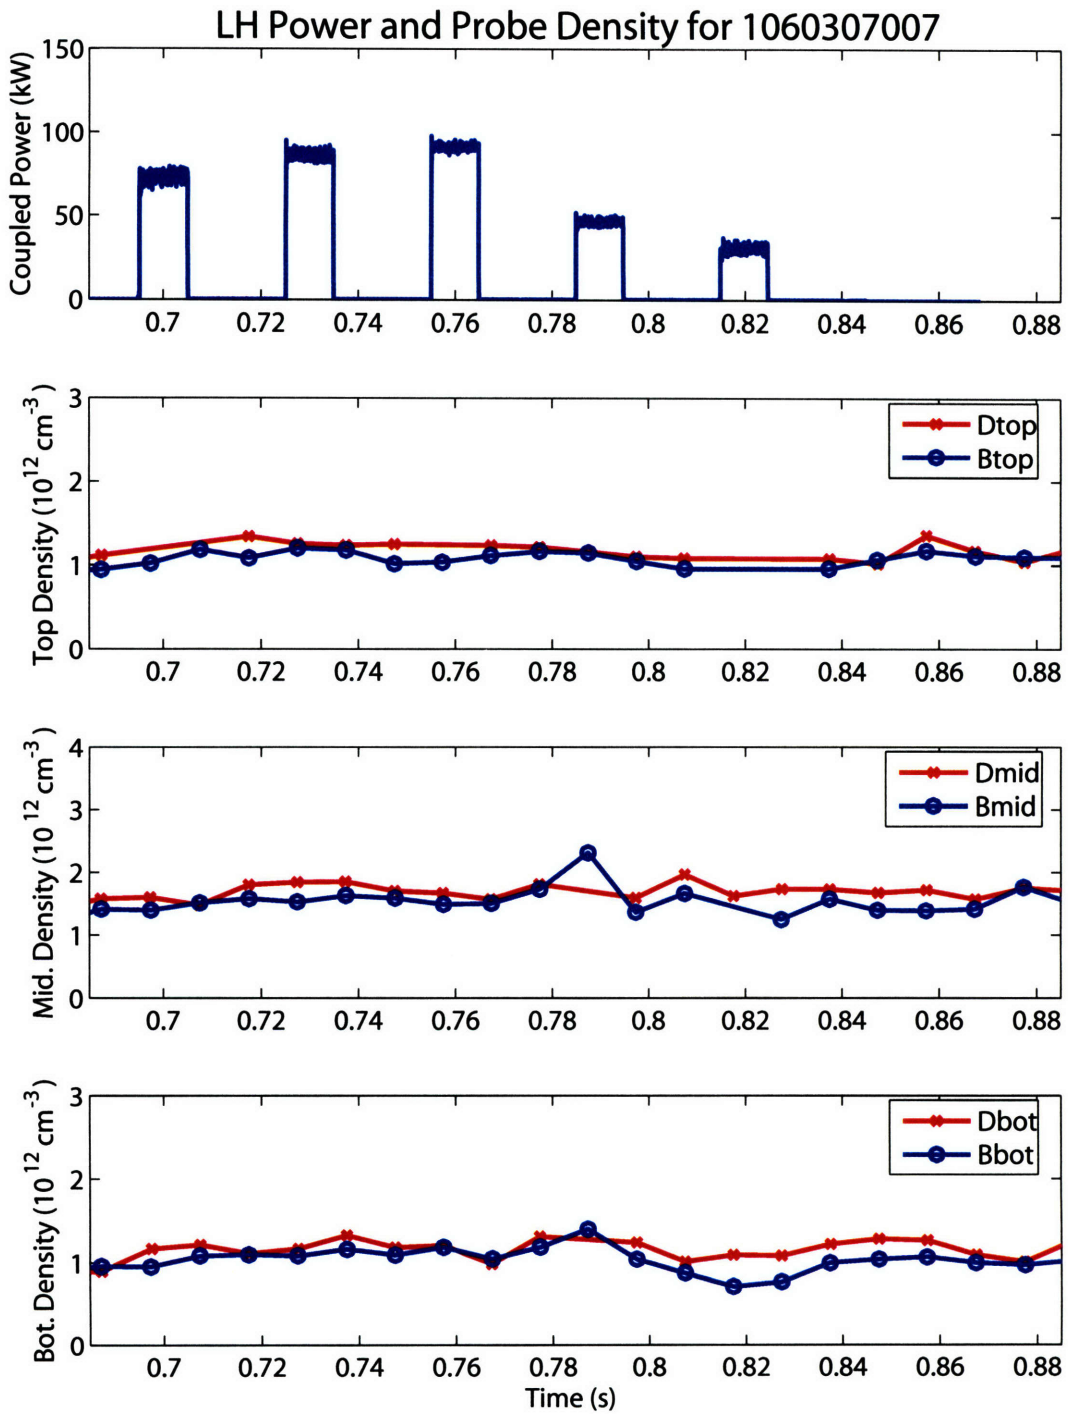 LH Power and Probe Density for 1060307007
Coupled Power (kW)
150
100
50
0
0.7 0.72 0.74 0.76 0.78 0.8 0.82 0.84 0.86 0.88
Top Density (10^12 cm^-3)
3
2
1
0
Dtop
Btop
0.7 0.72 0.74 0.76 0.78 0.8 0.82 0.84 0.86 0.88
Mid. Density (10^12 cm^-3)
4
3
2
1
0
Dmid
Bmid
0.7 0.72 0.74 0.76 0.78 0.8 0.82 0.84 0.86 0.88
Bot. Density (10^12 cm^-3)
3
2
1
0
Dbot
Bbot
0.7 0.72 0.74 0.76 0.78 0.8 0.82 0.84 0.86 0.88
Time (s)